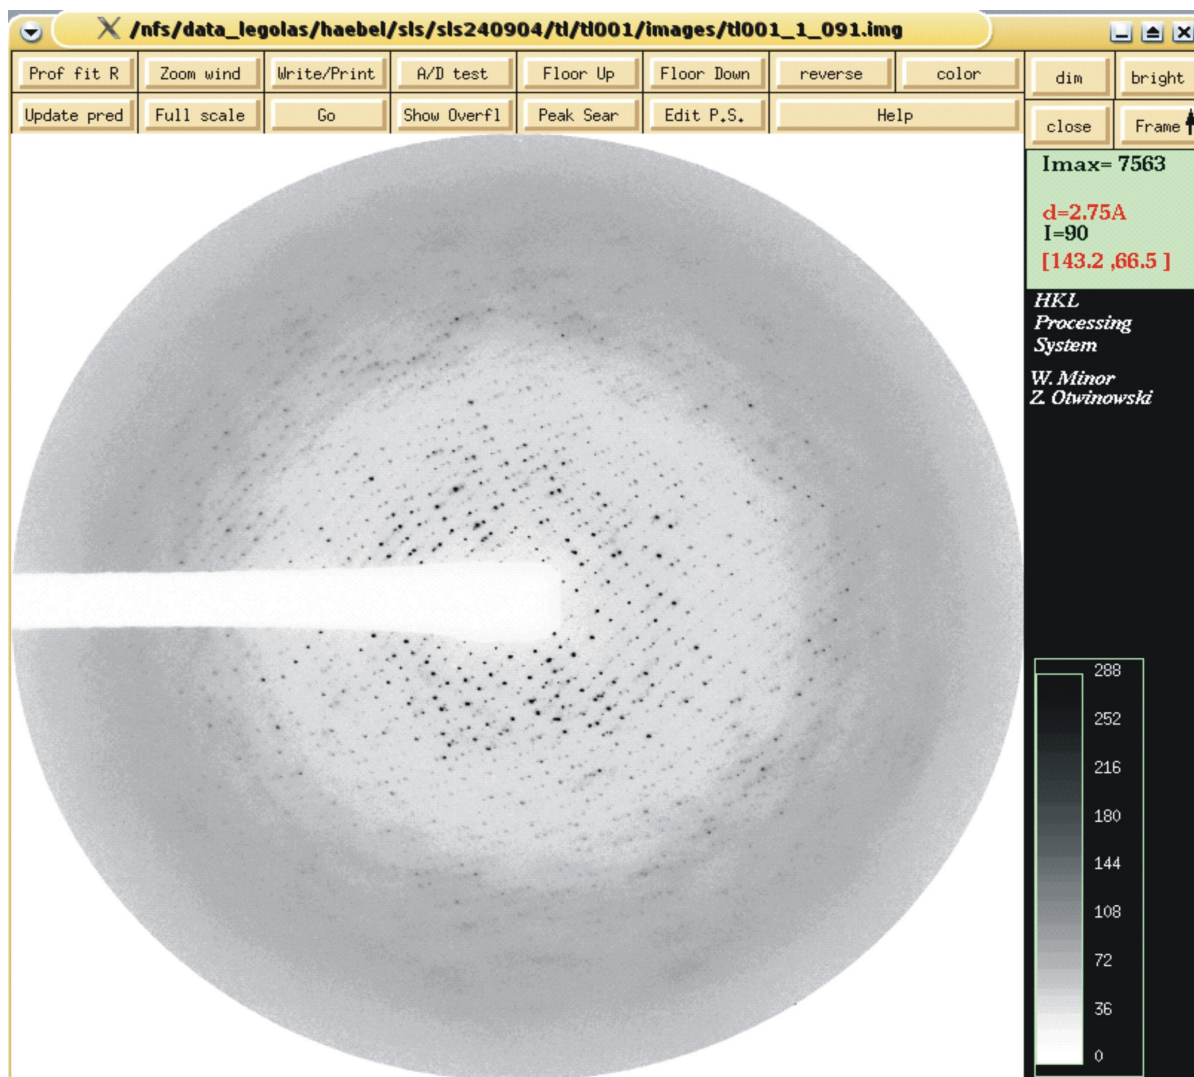 /nfs/data_legolas/haebel/sls/sls240904/tl/tl001/images/tl001_1_091.img
Prof fit R Zoom wind Write/Print A/D test Floor Up Floor Down reverse color dim bright
Update pred Full scale Go Show Overfl Peak Sear Edit P.S. Help close Frame
Imax= 7563
d=2.75A
I=90
[143.2 ,66.5 ]
HKL
Processing
System
W. Minor
Z. Otwinowski
288
252
216
180
144
108
72
36
0